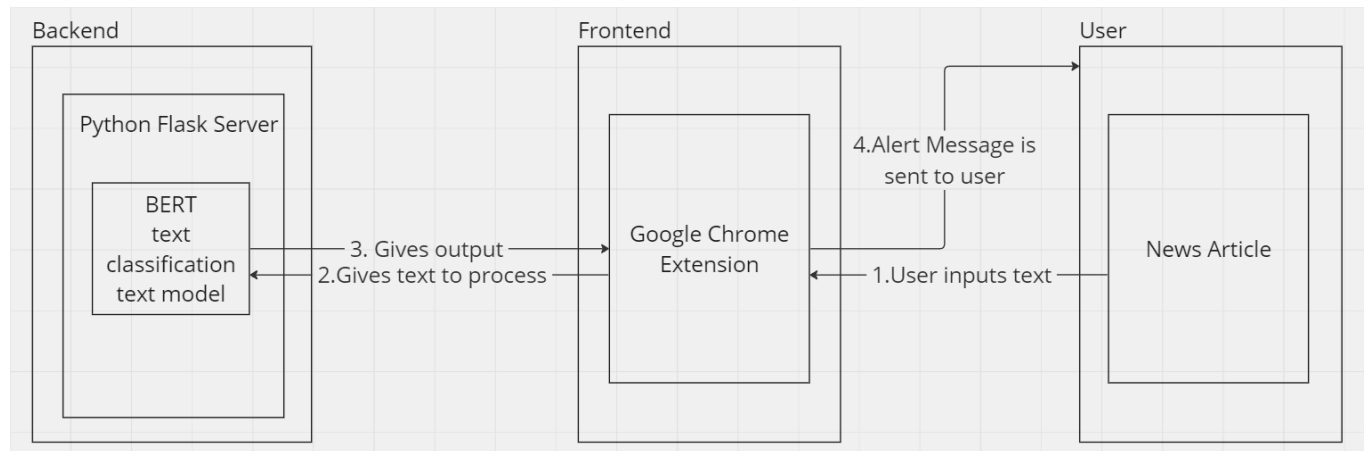 Backend
Frontend
User
Python Flask Server
BERT
text
classification
text model
3. Gives output
2.Gives text to process
Google Chrome
Extension
4.Alert Message is
sent to user
1.User inputs text
News Article